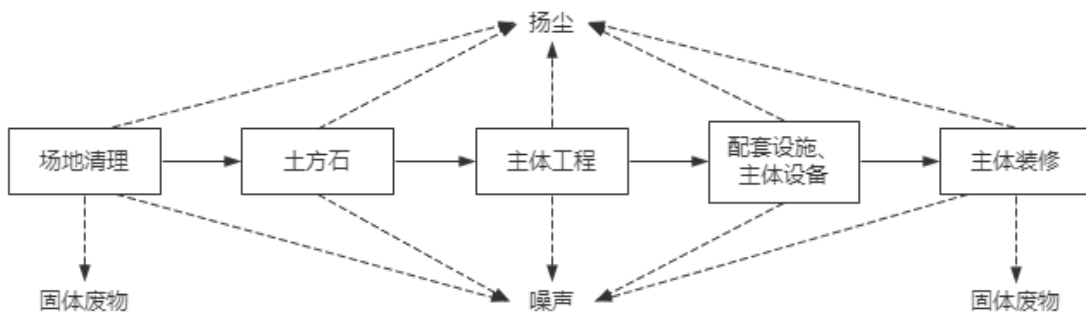 扬尘
场地清理
土方石
主体工程
配套设施、
主体设备
主体装修
固体废物
噪声
固体废物